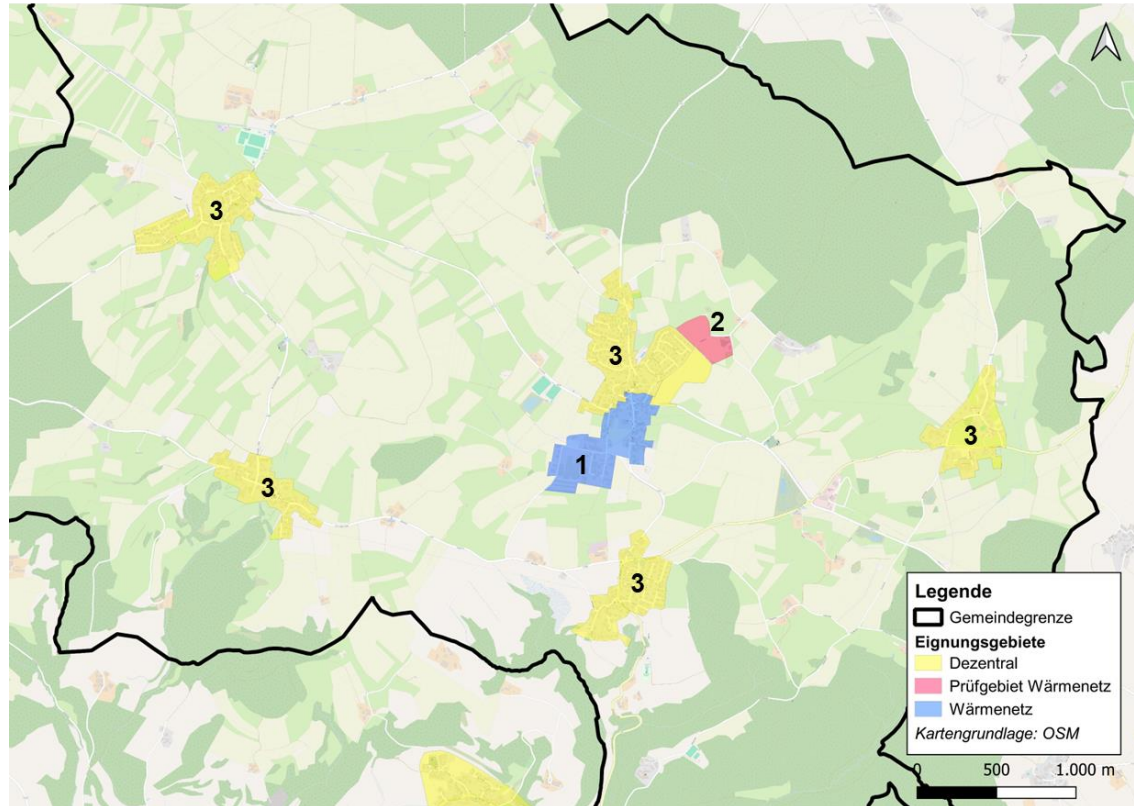 3
2
3
3
1
3
3
Legende
Gemeindegrenze
Eignungsgebiete
Dezentral
Prüfgebiet Wärmenetz
Wärmenetz
Kartengrundlage: OSM
0 500 1.000 m